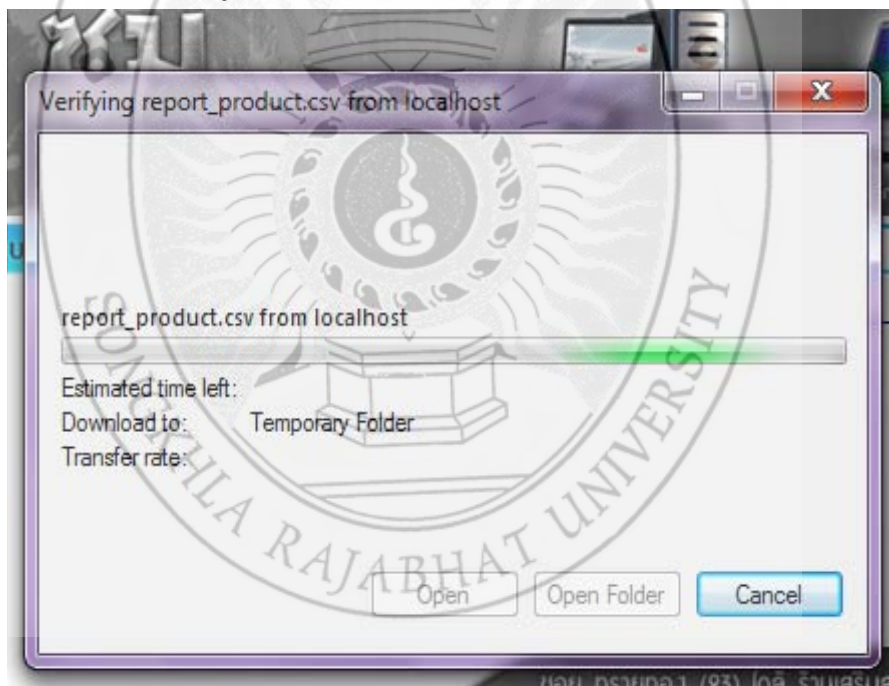 Verifying report_product.csv from localhost
report_product.csv from localhost
Estimated time left:
Download to: Temporary Folder
Transfer rate:
Open
Open Folder
Cancel
SONGKHLA RAJABHAT UNIVERSITY